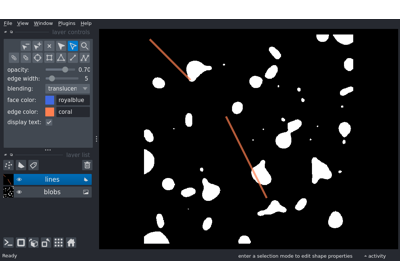 File View Window Plugins Help
layer controls
opacity: 0.70
edge width: 5
blending: translucen
face color: royalblue
edge color: coral
display text:
layer list
lines
blobs
Ready enter a selection mode to edit shape properties activity